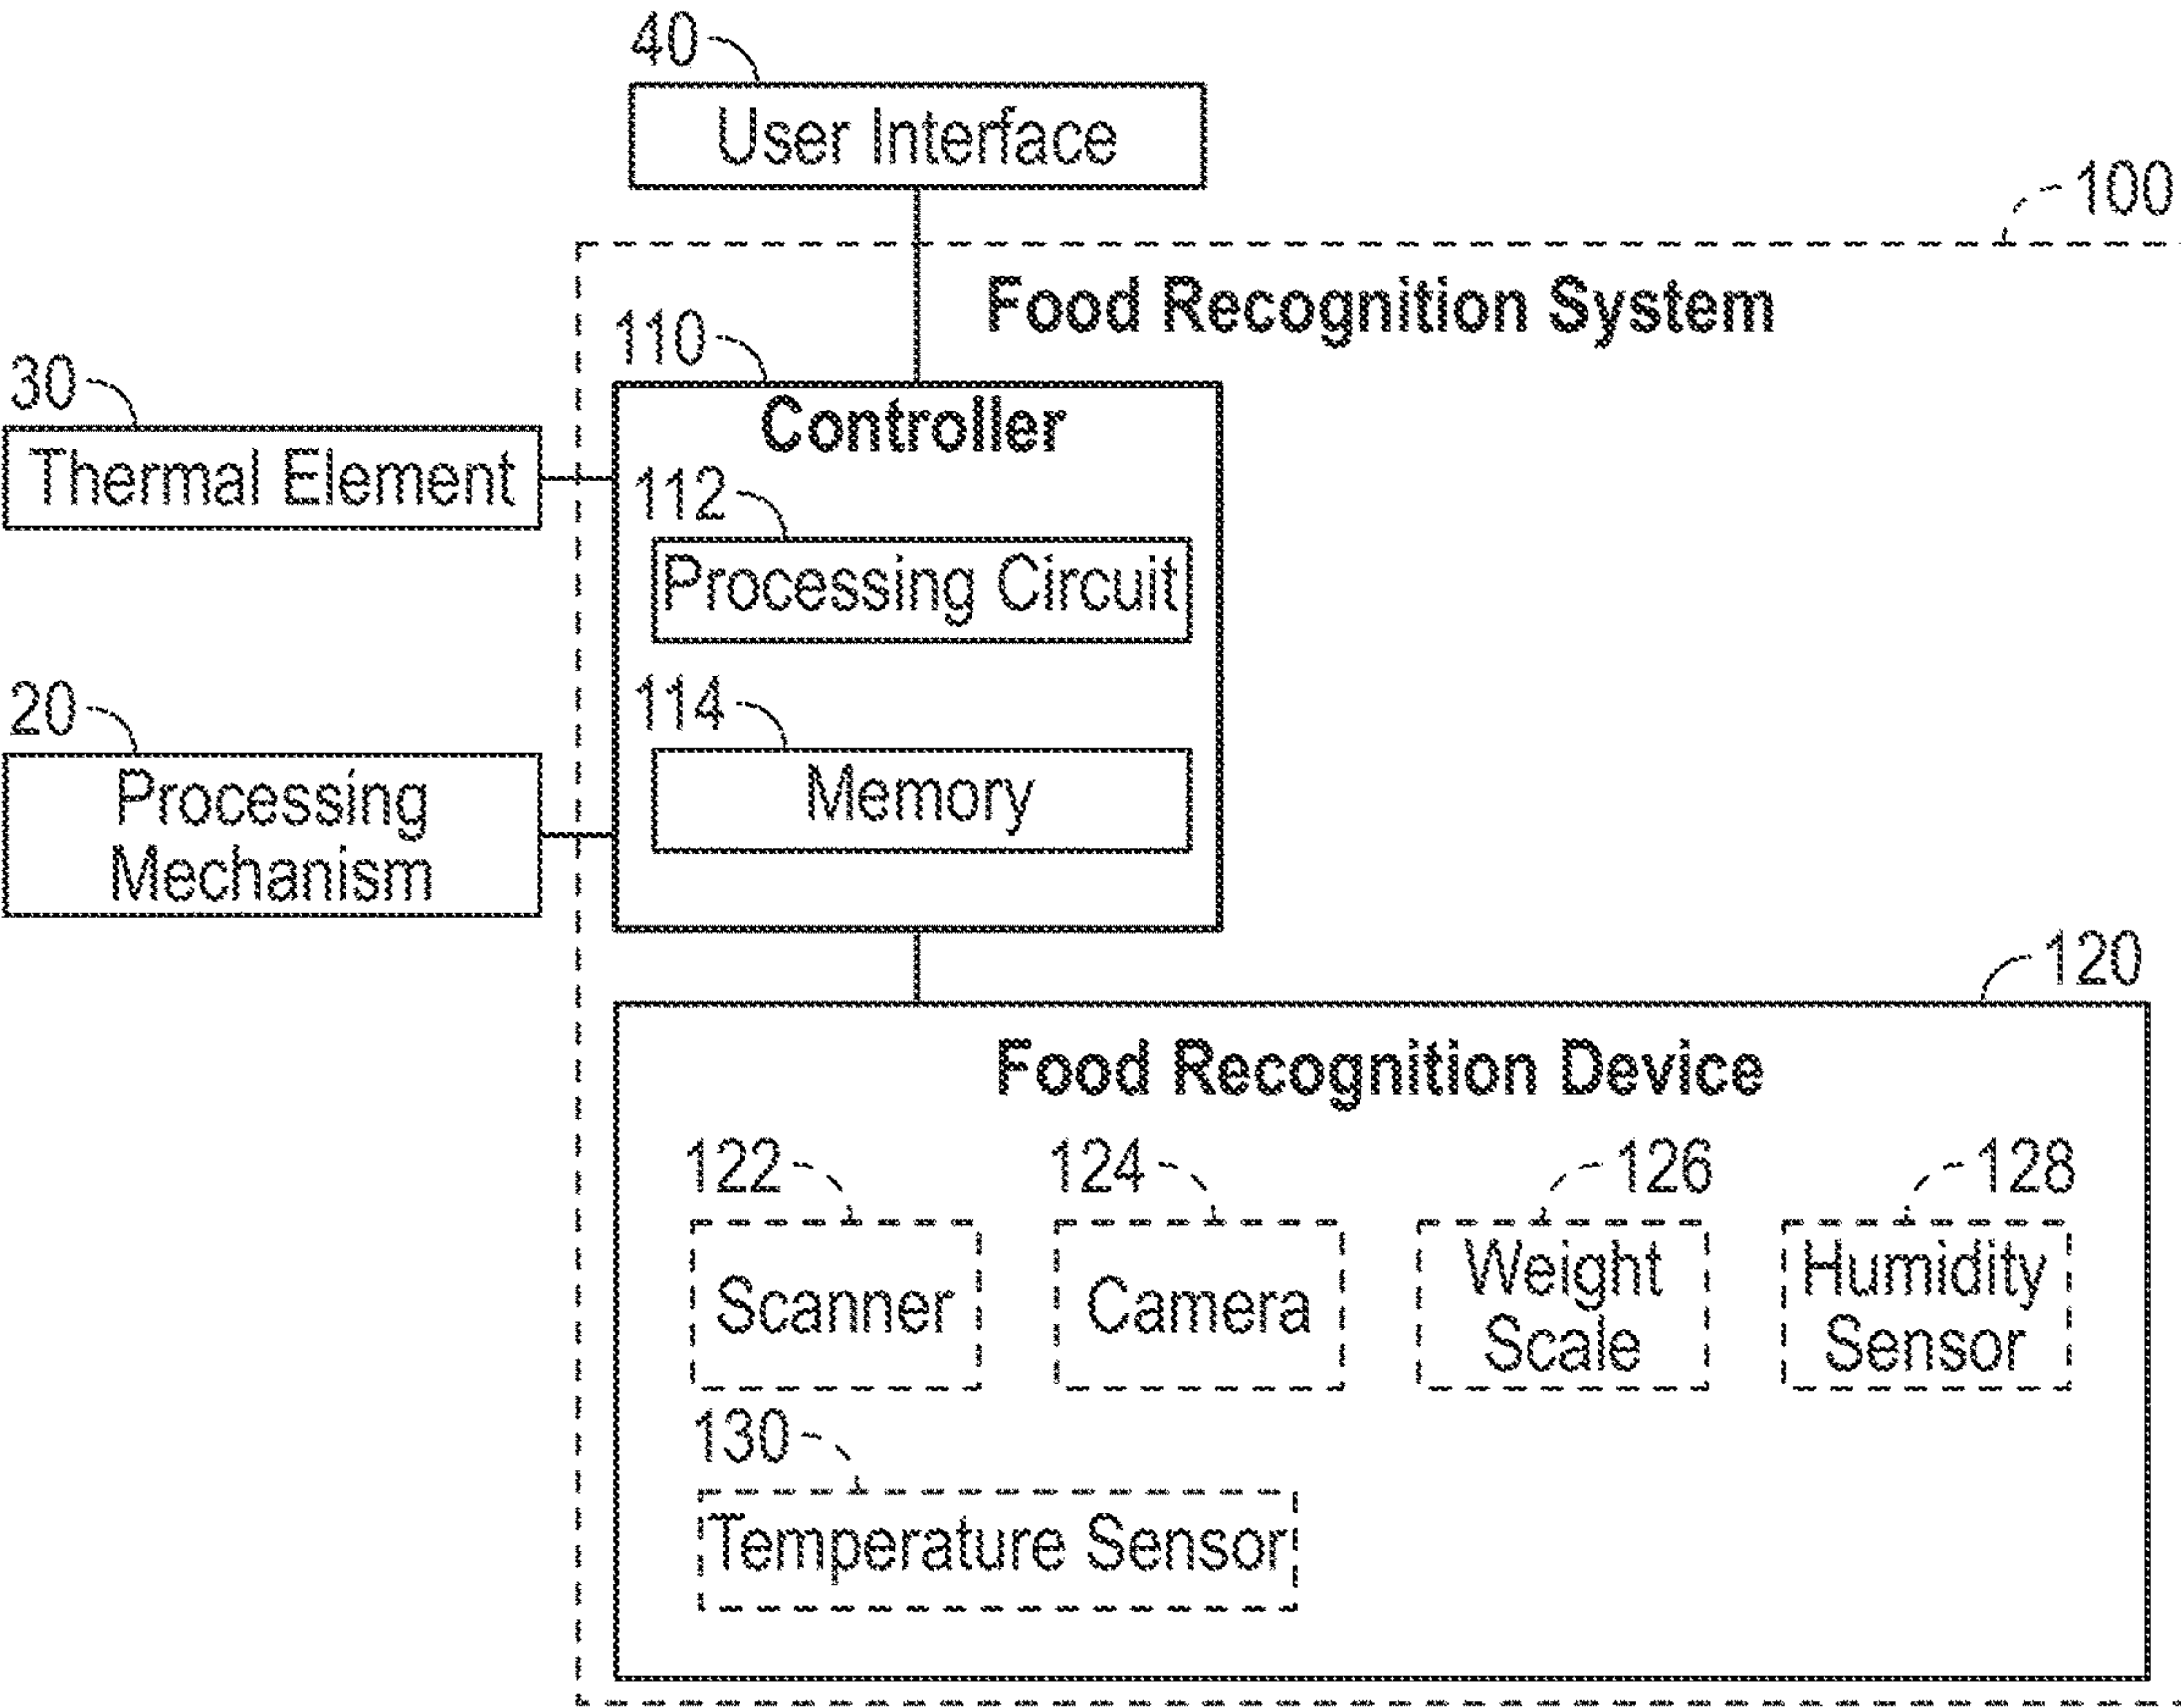 40
User Interface
100
Food Recognition System
110
Controller
30
Thermal Element
112
Processing Circuit
20
Processing
Mechanism
114
Memory
120
Food Recognition Device
122
124
126
128
Scanner
Camera
Weight
Scale
Humidity
Sensor
130
Temperature Sensor